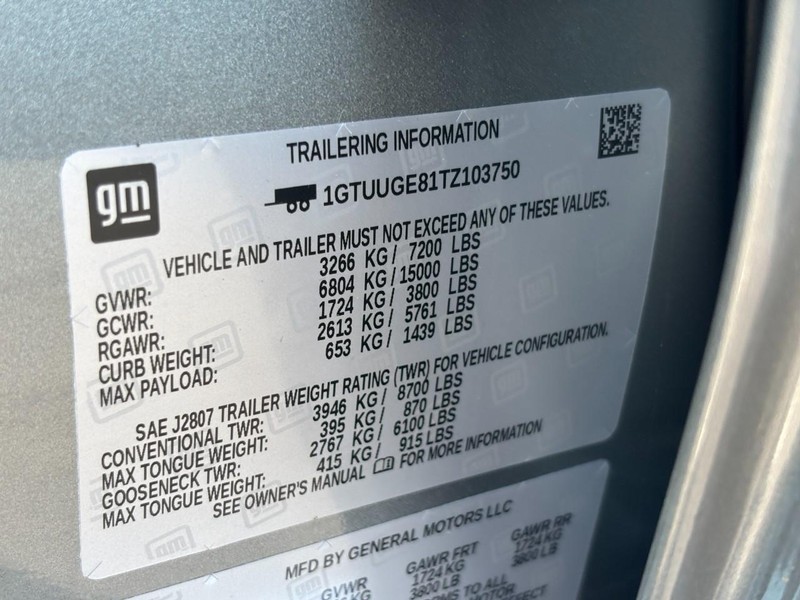 gm
TRAILERING INFORMATION
1GTUUGE81TZ103750
VEHICLE AND TRAILER MUST NOT EXCEED ANY OF THESE VALUES.
GVWR: 3266 KG / 7200 LBS
GCWR: 6804 KG / 15000 LBS
RGAWR: 1724 KG / 3800 LBS
CURB WEIGHT: 2613 KG / 5761 LBS
MAX PAYLOAD: 653 KG / 1439 LBS
SAE J2807 TRAILER WEIGHT RATING (TWR) FOR VEHICLE CONFIGURATION.
CONVENTIONAL TWR: 3946 KG / 8700 LBS
MAX TONGUE WEIGHT: 395 KG / 870 LBS
GOOSENECK TWR: 2767 KG / 6100 LBS
MAX TONGUE WEIGHT: 415 KG / 915 LBS
SEE OWNER'S MANUAL FOR MORE INFORMATION
MFD BY GENERAL MOTORS LLC
GVWR GAWR FRT GAWR RR
KG 1724 KG 1724 KG
3800 LB 3800 LB
TO ALL